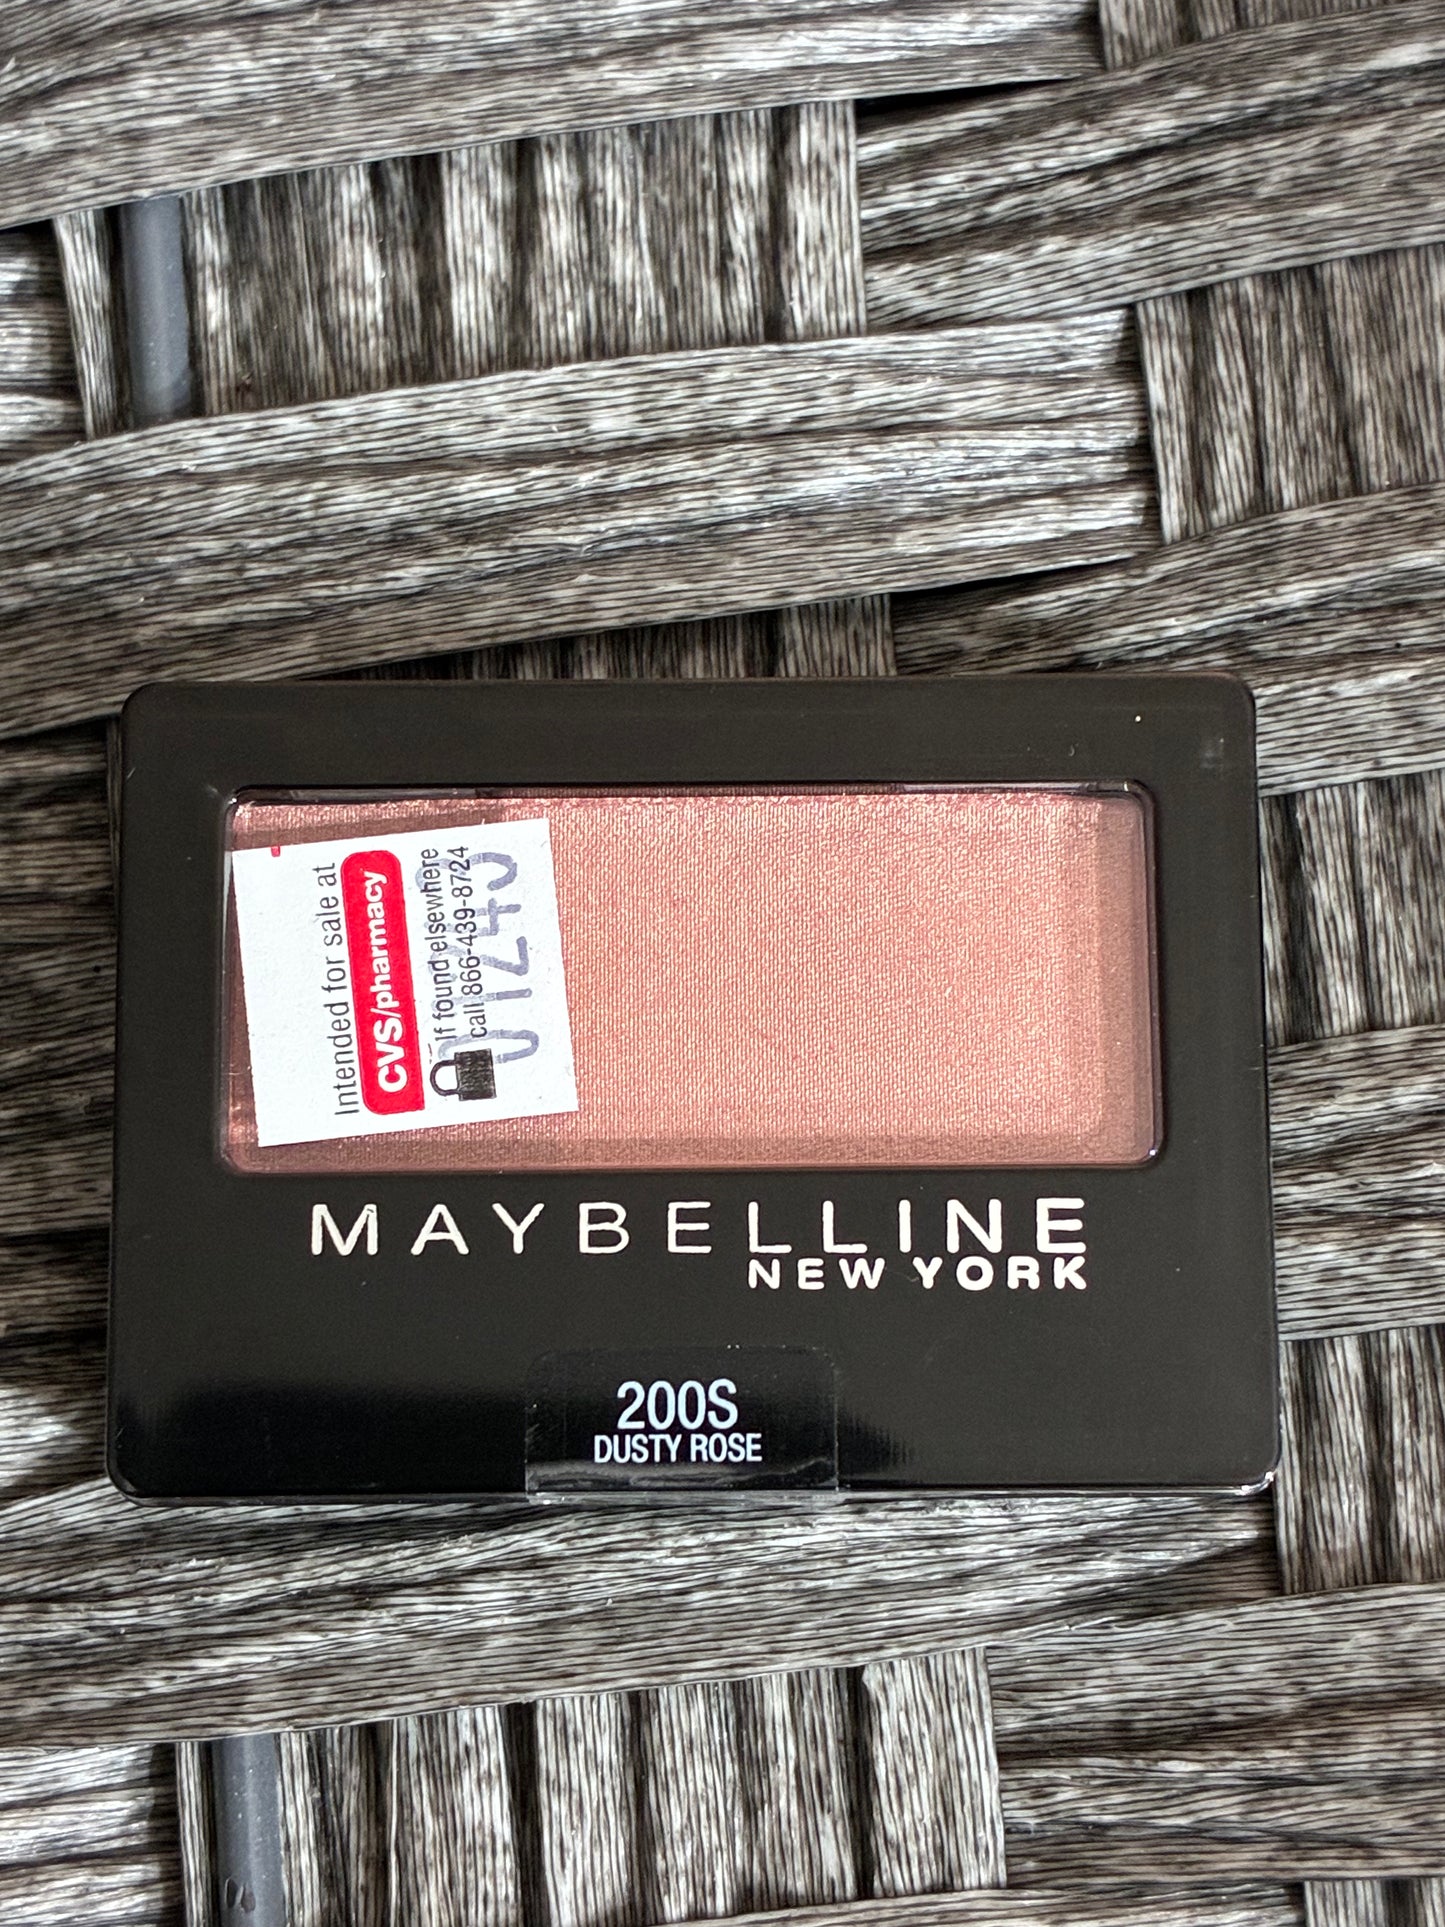 Intended for sale at
CVS/pharmacy
If found elsewhere
call 866-439-8724
MAYBELLINE
NEW YORK
200S
DUSTY ROSE